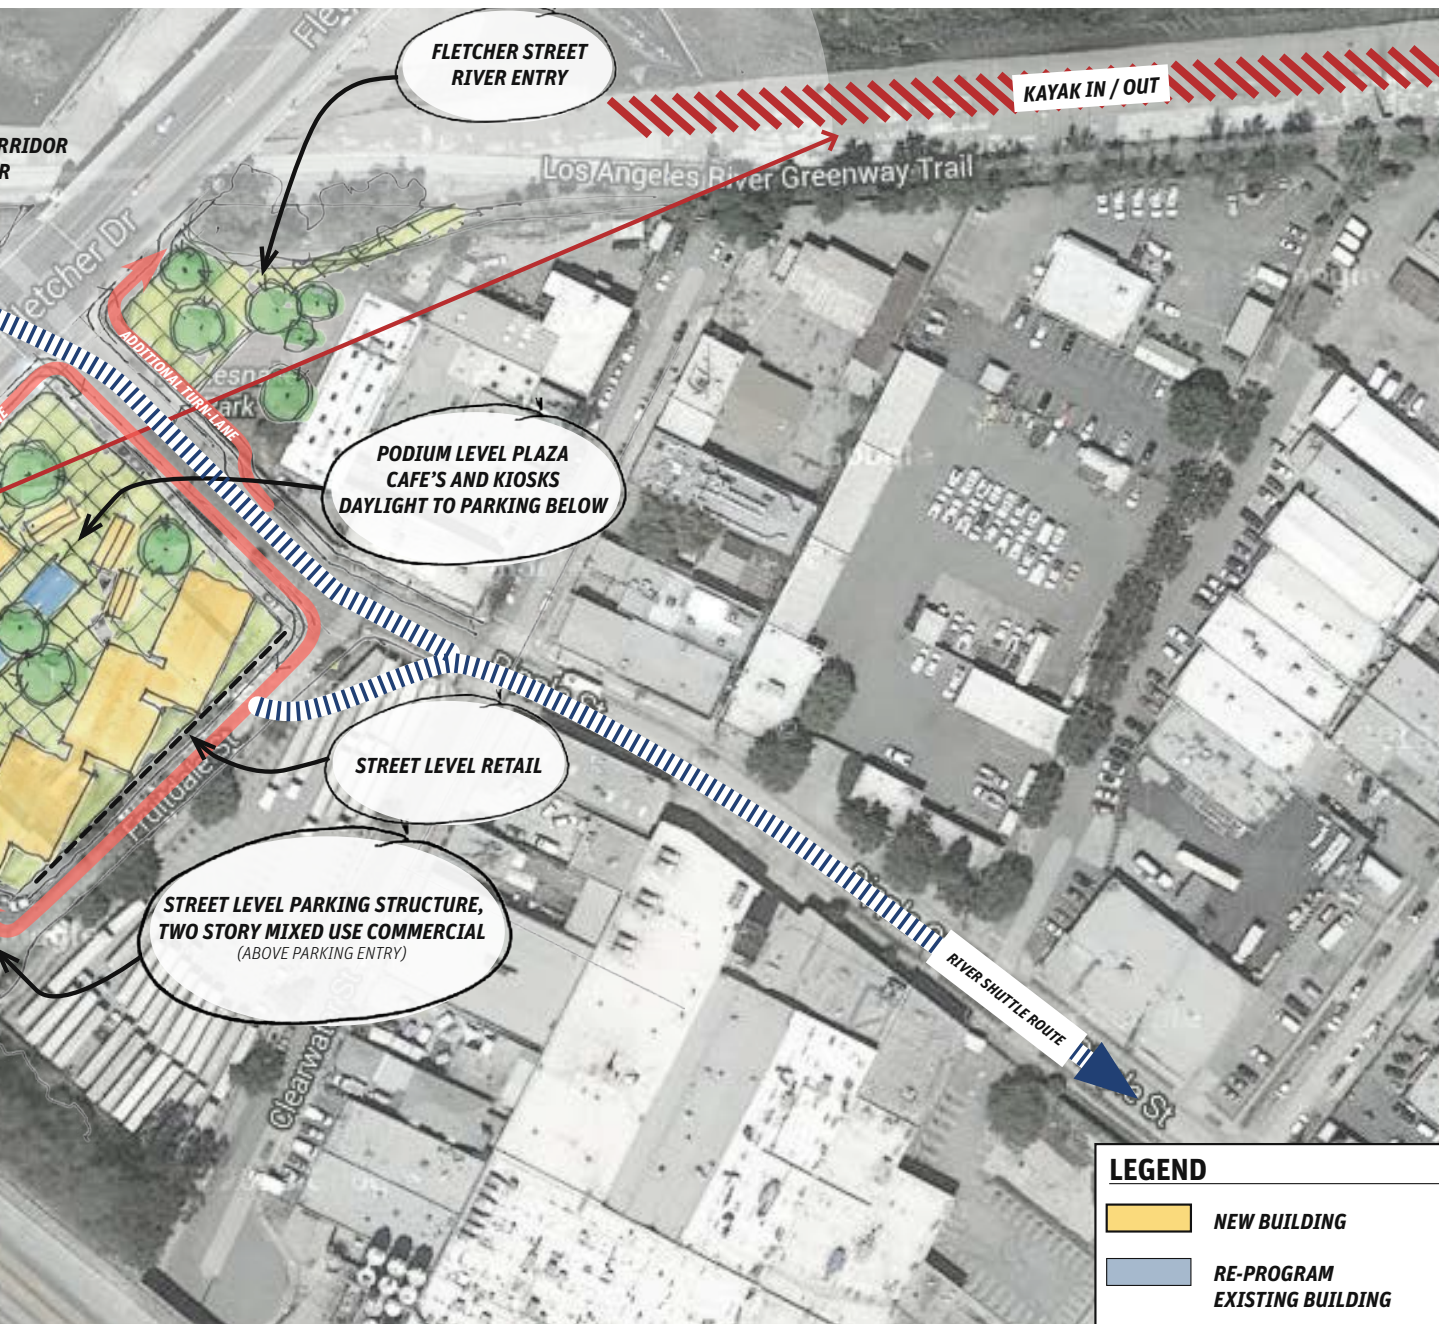 FLETCHER STREET
RIVER ENTRY
KAYAK IN / OUT
RRIDOR
R
Los Angeles River Greenway Trail
Fletcher Dr
ADDITIONAL TURN-LANE
PODIUM LEVEL PLAZA
CAFE'S AND KIOSKS
DAYLIGHT TO PARKING BELOW
STREET LEVEL RETAIL
STREET LEVEL PARKING STRUCTURE,
TWO STORY MIXED USE COMMERCIAL
(ABOVE PARKING ENTRY)
RIVER SHUTTLE ROUTE
LEGEND
NEW BUILDING
RE-PROGRAM
EXISTING BUILDING